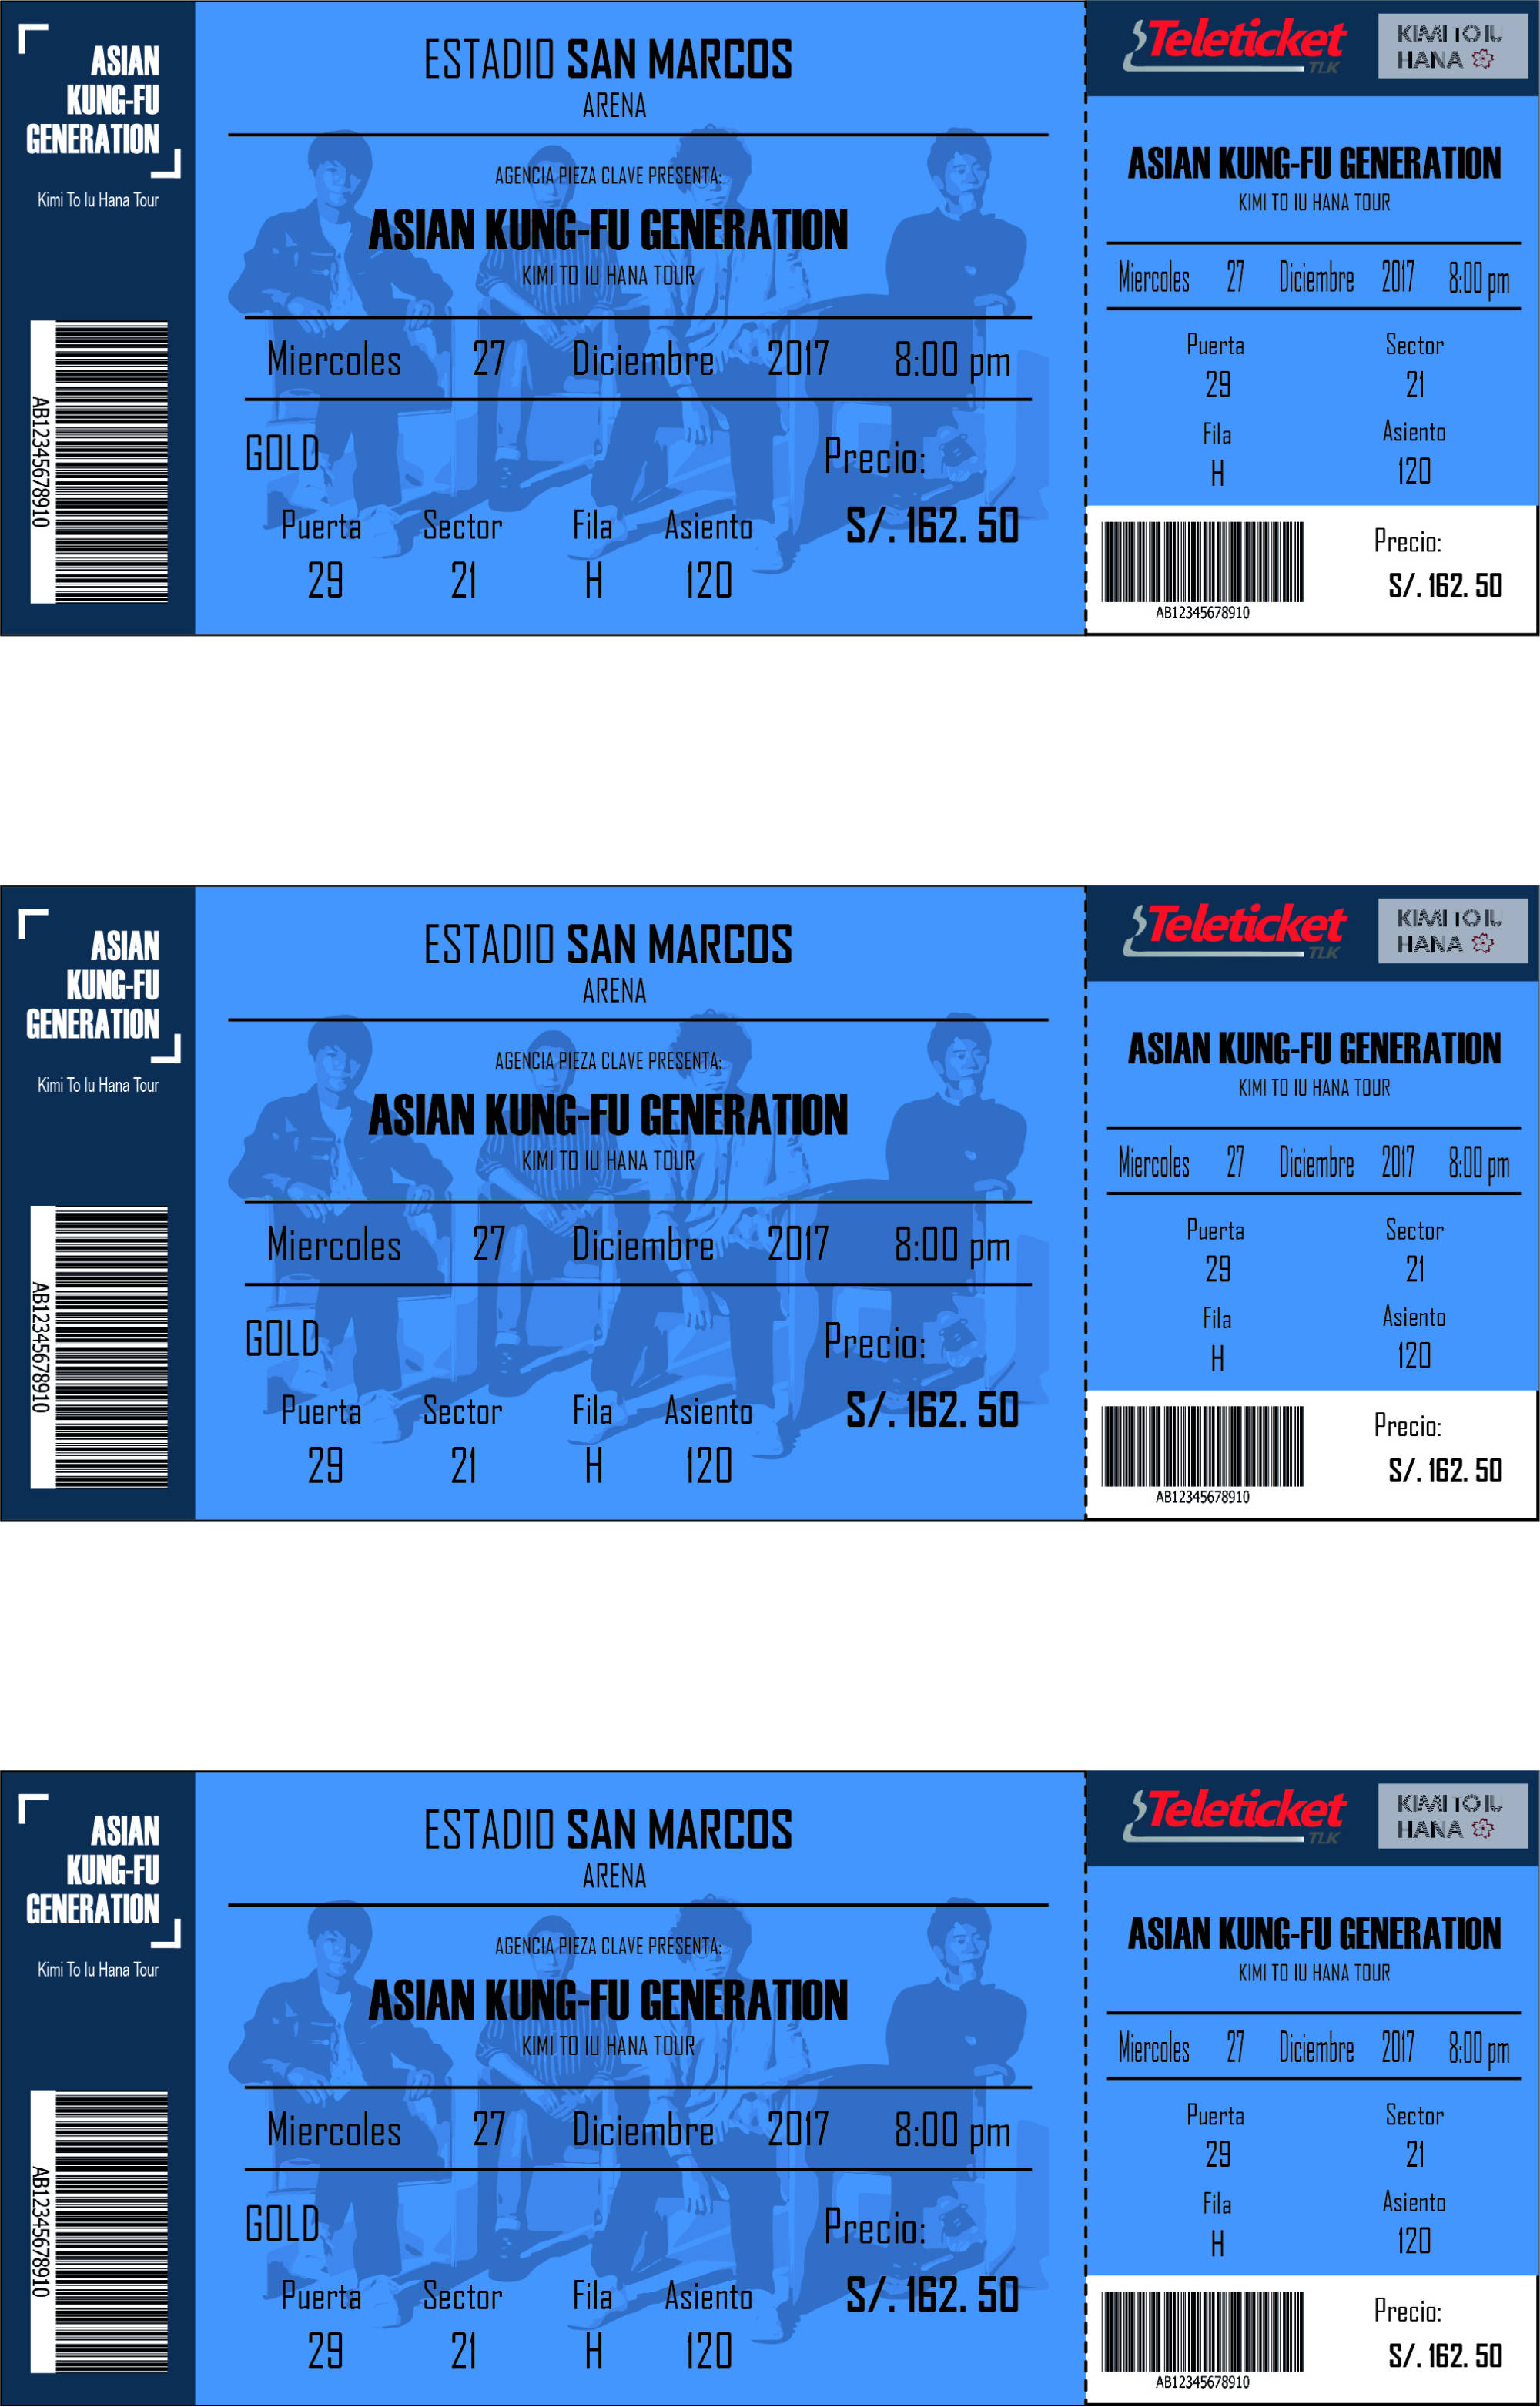 ASIAN
KUNG-FU
GENERATION
Kimi To Iu Hana Tour
AB12345678910
ESTADIO SAN MARCOS
ARENA
AGENCIA PIEZA CLAVE PRESENTA:
ASIAN KUNG-FU GENERATION
KIMI TO IU HANA TOUR
Miercoles 27 Diciembre 2017 8:00 pm
GOLD
Precio:
S/. 162. 50
Puerta Sector Fila Asiento
29 21 H 120
Teleticket
TLK
KIMI TO IU
HANA
ASIAN KUNG-FU GENERATION
KIMI TO IU HANA TOUR
Miercoles 27 Diciembre 2017 8:00 pm
Puerta Sector
29 21
Fila Asiento
H 120
AB12345678910
Precio:
S/. 162. 50
ASIAN
KUNG-FU
GENERATION
Kimi To Iu Hana Tour
AB12345678910
ESTADIO SAN MARCOS
ARENA
AGENCIA PIEZA CLAVE PRESENTA:
ASIAN KUNG-FU GENERATION
KIMI TO IU HANA TOUR
Miercoles 27 Diciembre 2017 8:00 pm
GOLD
Precio:
S/. 162. 50
Puerta Sector Fila Asiento
29 21 H 120
Teleticket
TLK
KIMI TO IU
HANA
ASIAN KUNG-FU GENERATION
KIMI TO IU HANA TOUR
Miercoles 27 Diciembre 2017 8:00 pm
Puerta Sector
29 21
Fila Asiento
H 120
AB12345678910
Precio:
S/. 162. 50
ASIAN
KUNG-FU
GENERATION
Kimi To Iu Hana Tour
AB12345678910
ESTADIO SAN MARCOS
ARENA
AGENCIA PIEZA CLAVE PRESENTA:
ASIAN KUNG-FU GENERATION
KIMI TO IU HANA TOUR
Miercoles 27 Diciembre 2017 8:00 pm
GOLD
Precio:
S/. 162. 50
Puerta Sector Fila Asiento
29 21 H 120
Teleticket
TLK
KIMI TO IU
HANA
ASIAN KUNG-FU GENERATION
KIMI TO IU HANA TOUR
Miercoles 27 Diciembre 2017 8:00 pm
Puerta Sector
29 21
Fila Asiento
H 120
AB12345678910
Precio:
S/. 162. 50